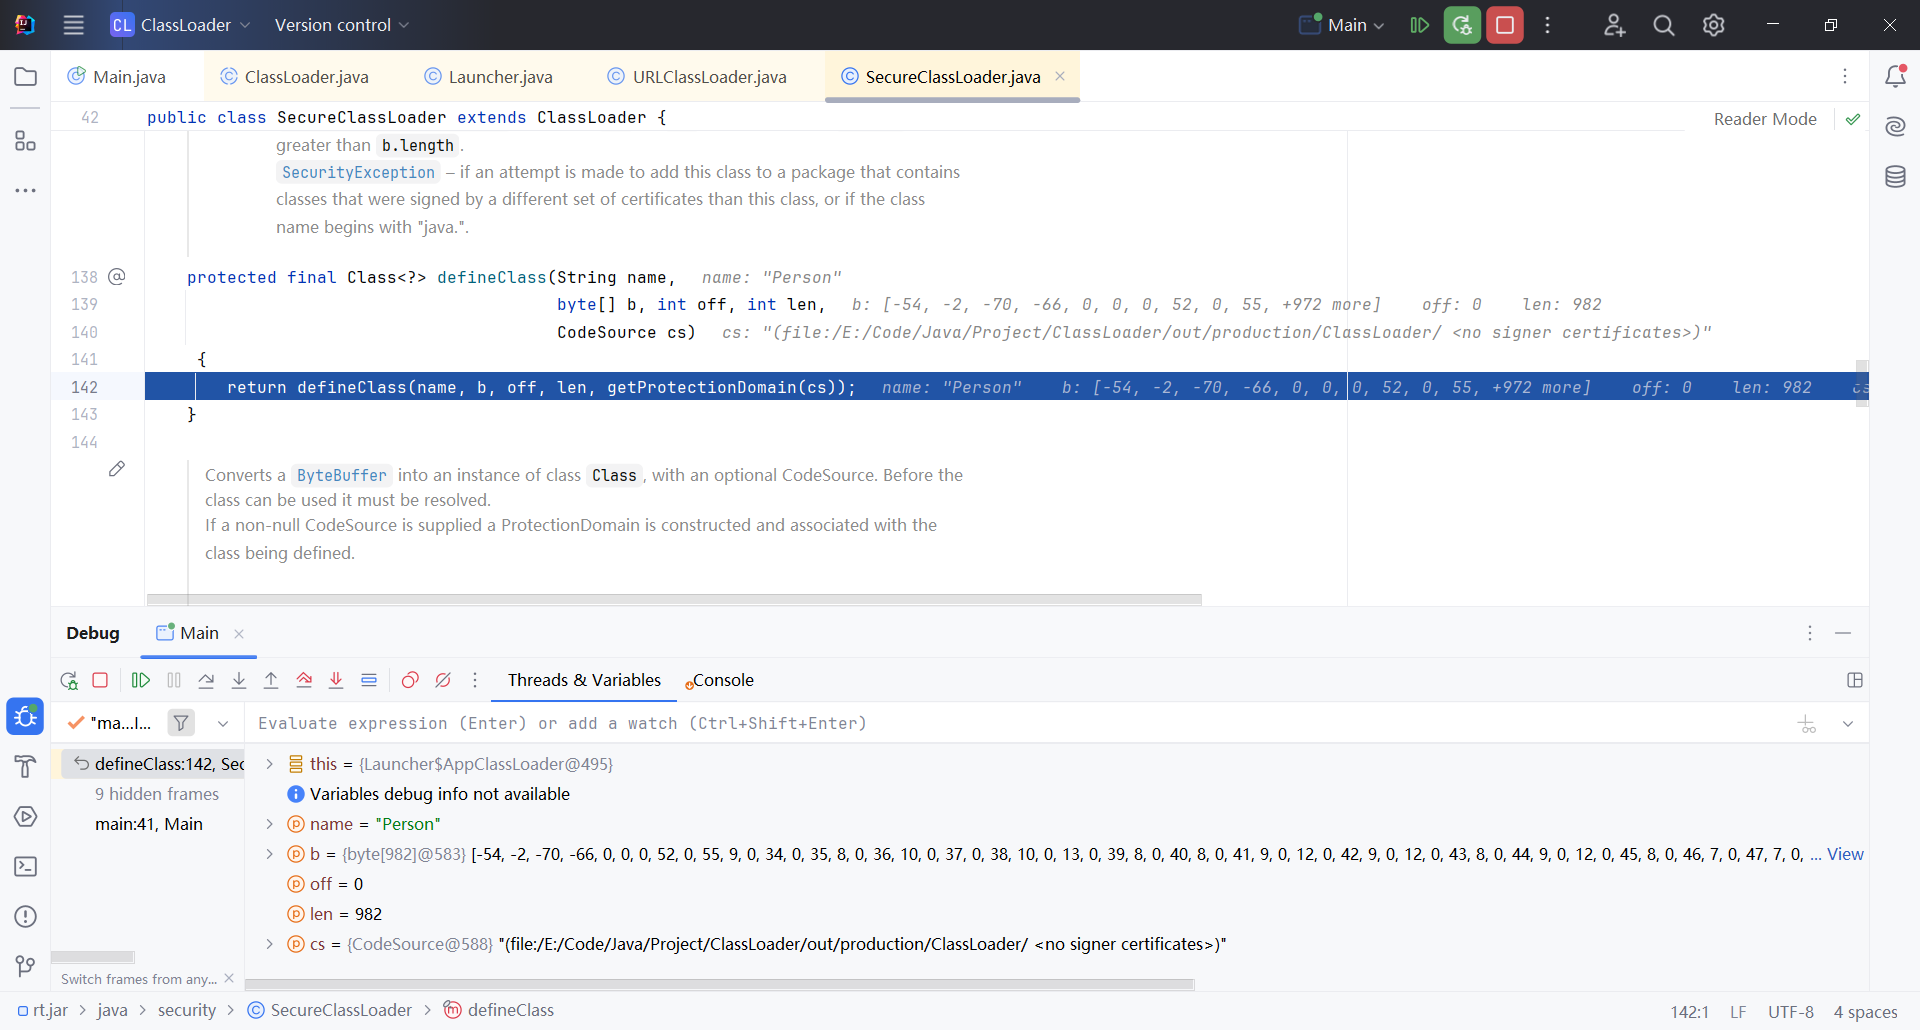 CL ClassLoader Version control Main
Main.java ClassLoader.java Launcher.java URLClassLoader.java SecureClassLoader.java
42 public class SecureClassLoader extends ClassLoader {
Reader Mode
greater than b.length .
SecurityException – if an attempt is made to add this class to a package that contains
classes that were signed by a different set of certificates than this class, or if the class
name begins with "java.".
138 @ protected final Class<?> defineClass(String name, name: "Person"
139 byte[] b, int off, int len, b: [-54, -2, -70, -66, 0, 0, 0, 52, 0, 55, +972 more] off: 0 len: 982
140 CodeSource cs) cs: "(file:/E:/Code/Java/Project/ClassLoader/out/production/ClassLoader/ <no signer certificates>)"
141 {
142 return defineClass(name, b, off, len, getProtectionDomain(cs)); name: "Person" b: [-54, -2, -70, -66, 0, 0, 0, 52, 0, 55, +972 more] off: 0 len: 982 cs
143 }
144
Converts a ByteBuffer into an instance of class Class, with an optional CodeSource. Before the
class can be used it must be resolved.
If a non-null CodeSource is supplied a ProtectionDomain is constructed and associated with the
class being defined.
Debug Main
Threads & Variables Console
"ma...l... Evaluate expression (Enter) or add a watch (Ctrl+Shift+Enter)
defineClass:142, Sec
9 hidden frames
main:41, Main
this = {Launcher$AppClassLoader@495}
Variables debug info not available
name = "Person"
b = {byte[982]@583} [-54, -2, -70, -66, 0, 0, 0, 52, 0, 55, 9, 0, 34, 0, 35, 8, 0, 36, 10, 0, 37, 0, 38, 10, 0, 13, 0, 39, 8, 0, 40, 8, 0, 41, 9, 0, 12, 0, 42, 9, 0, 12, 0, 43, 8, 0, 44, 9, 0, 12, 0, 45, 8, 0, 46, 7, 0, 47, 7, 0, ... View
off = 0
len = 982
cs = {CodeSource@588} "(file:/E:/Code/Java/Project/ClassLoader/out/production/ClassLoader/ <no signer certificates>)"
Switch frames from any...
rt.jar > java > security > SecureClassLoader > defineClass
142:1 LF UTF-8 4 spaces